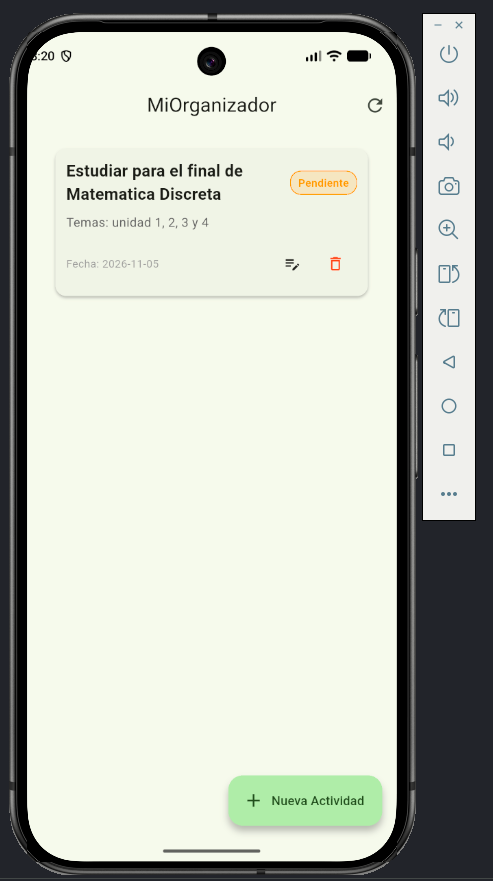 :20
MiOrganizador
Estudiar para el final de
Matematica Discreta
Pendiente
Temas: unidad 1, 2, 3 y 4
Fecha: 2026-11-05
Nueva Actividad